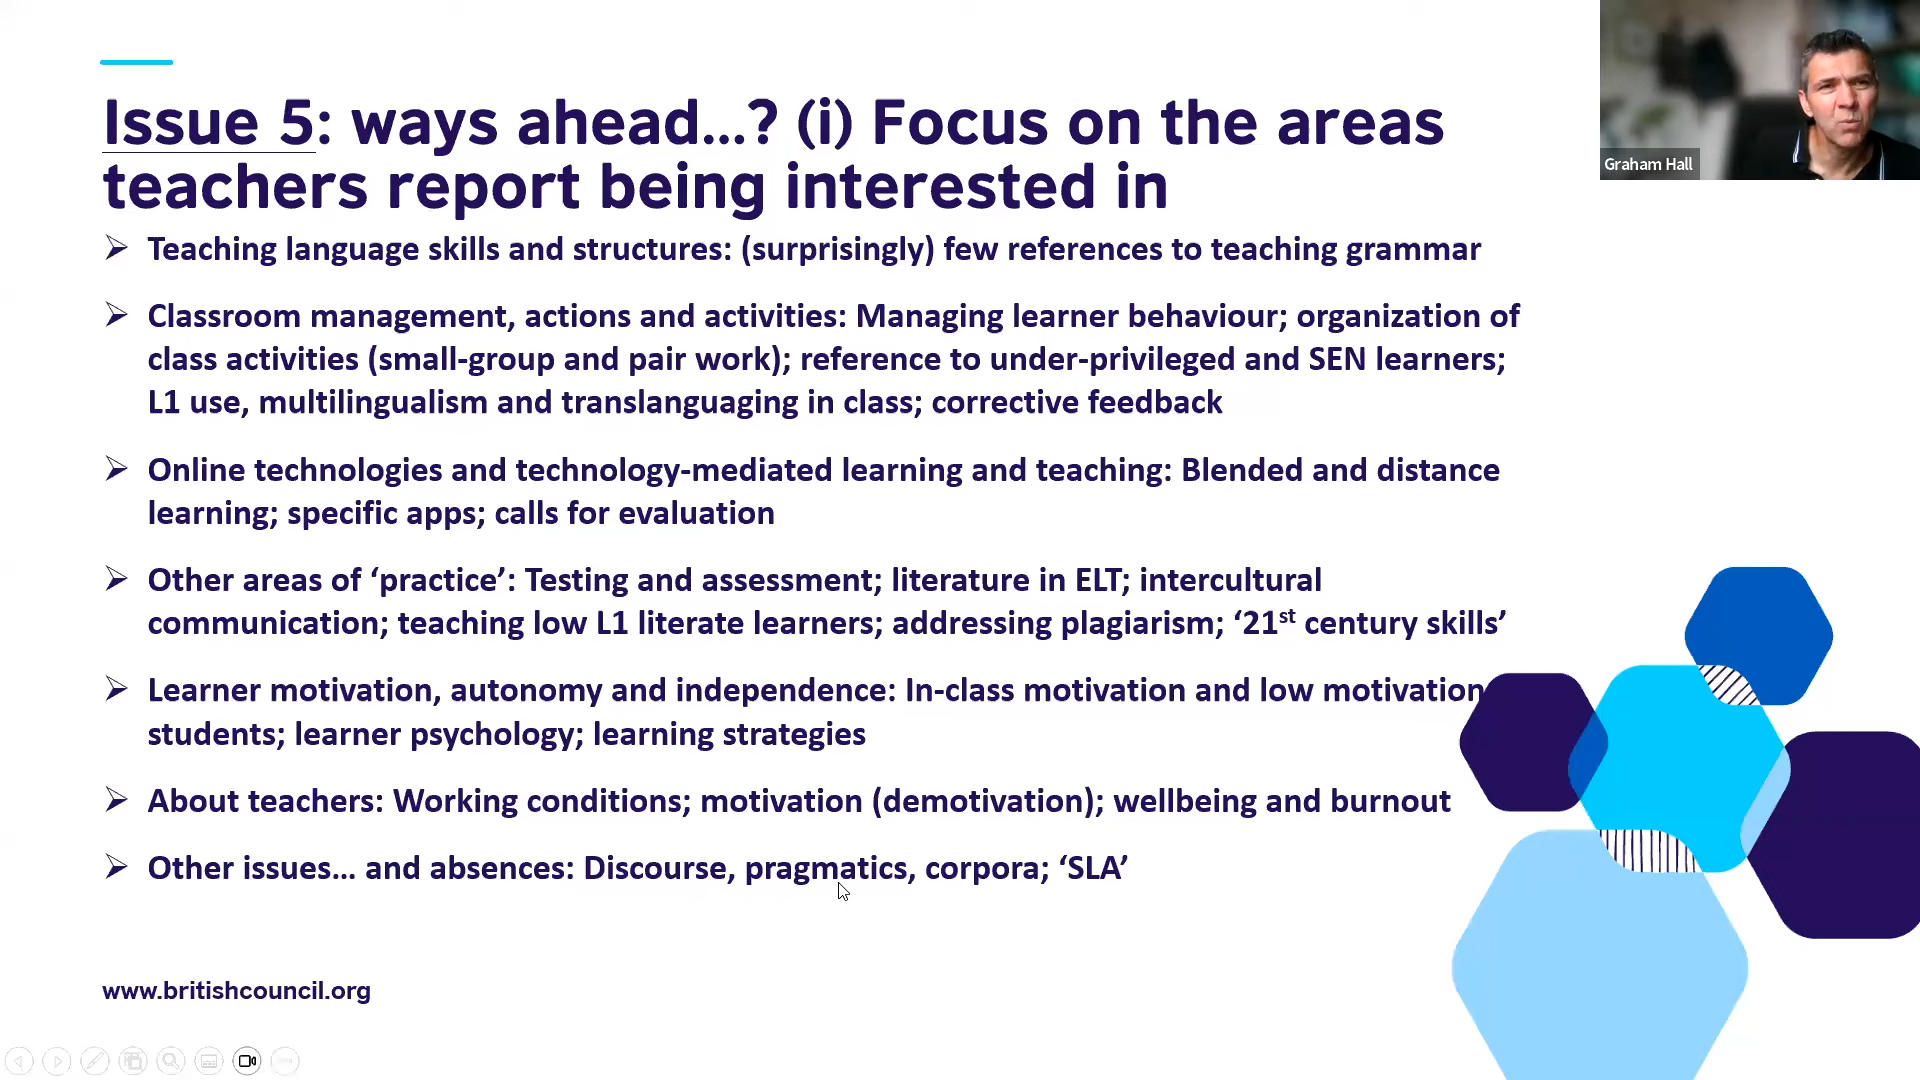 Issue 5: ways ahead...? (i) Focus on the areas
teachers report being interested in
Graham Hall
➢ Teaching language skills and structures: (surprisingly) few references to teaching grammar
➢ Classroom management, actions and activities: Managing learner behaviour; organization of
class activities (small-group and pair work); reference to under-privileged and SEN learners;
L1 use, multilingualism and translanguaging in class; corrective feedback
➢ Online technologies and technology-mediated learning and teaching: Blended and distance
learning; specific apps; calls for evaluation
➢ Other areas of ‘practice’: Testing and assessment; literature in ELT; intercultural
communication; teaching low L1 literate learners; addressing plagiarism; ‘21st century skills’
➢ Learner motivation, autonomy and independence: In-class motivation and low motivation
students; learner psychology; learning strategies
➢ About teachers: Working conditions; motivation (demotivation); wellbeing and burnout
➢ Other issues... and absences: Discourse, pragmatics, corpora; ‘SLA’
www.britishcouncil.org